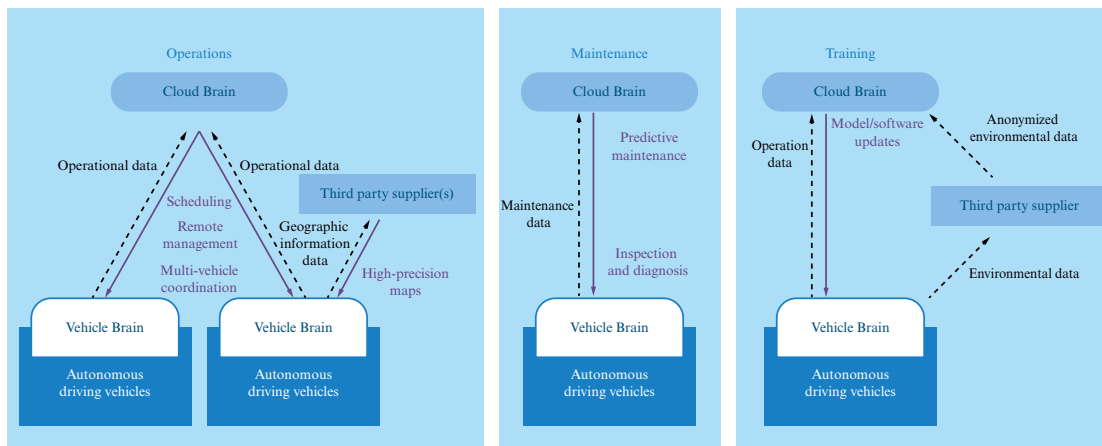 Operations
Cloud Brain
Operational data
Operational data
Scheduling
Remote
management
Multi-vehicle
coordination
Third party supplier(s)
Geographic
information
data
High-precision
maps
Vehicle Brain
Autonomous
driving vehicles
Vehicle Brain
Autonomous
driving vehicles
Maintenance
Cloud Brain
Predictive
maintenance
Maintenance
data
Inspection
and diagnosis
Vehicle Brain
Autonomous
driving vehicles
Training
Cloud Brain
Model/software
updates
Operation
data
Anonymized
environmental data
Third party supplier
Environmental data
Vehicle Brain
Autonomous
driving vehicles